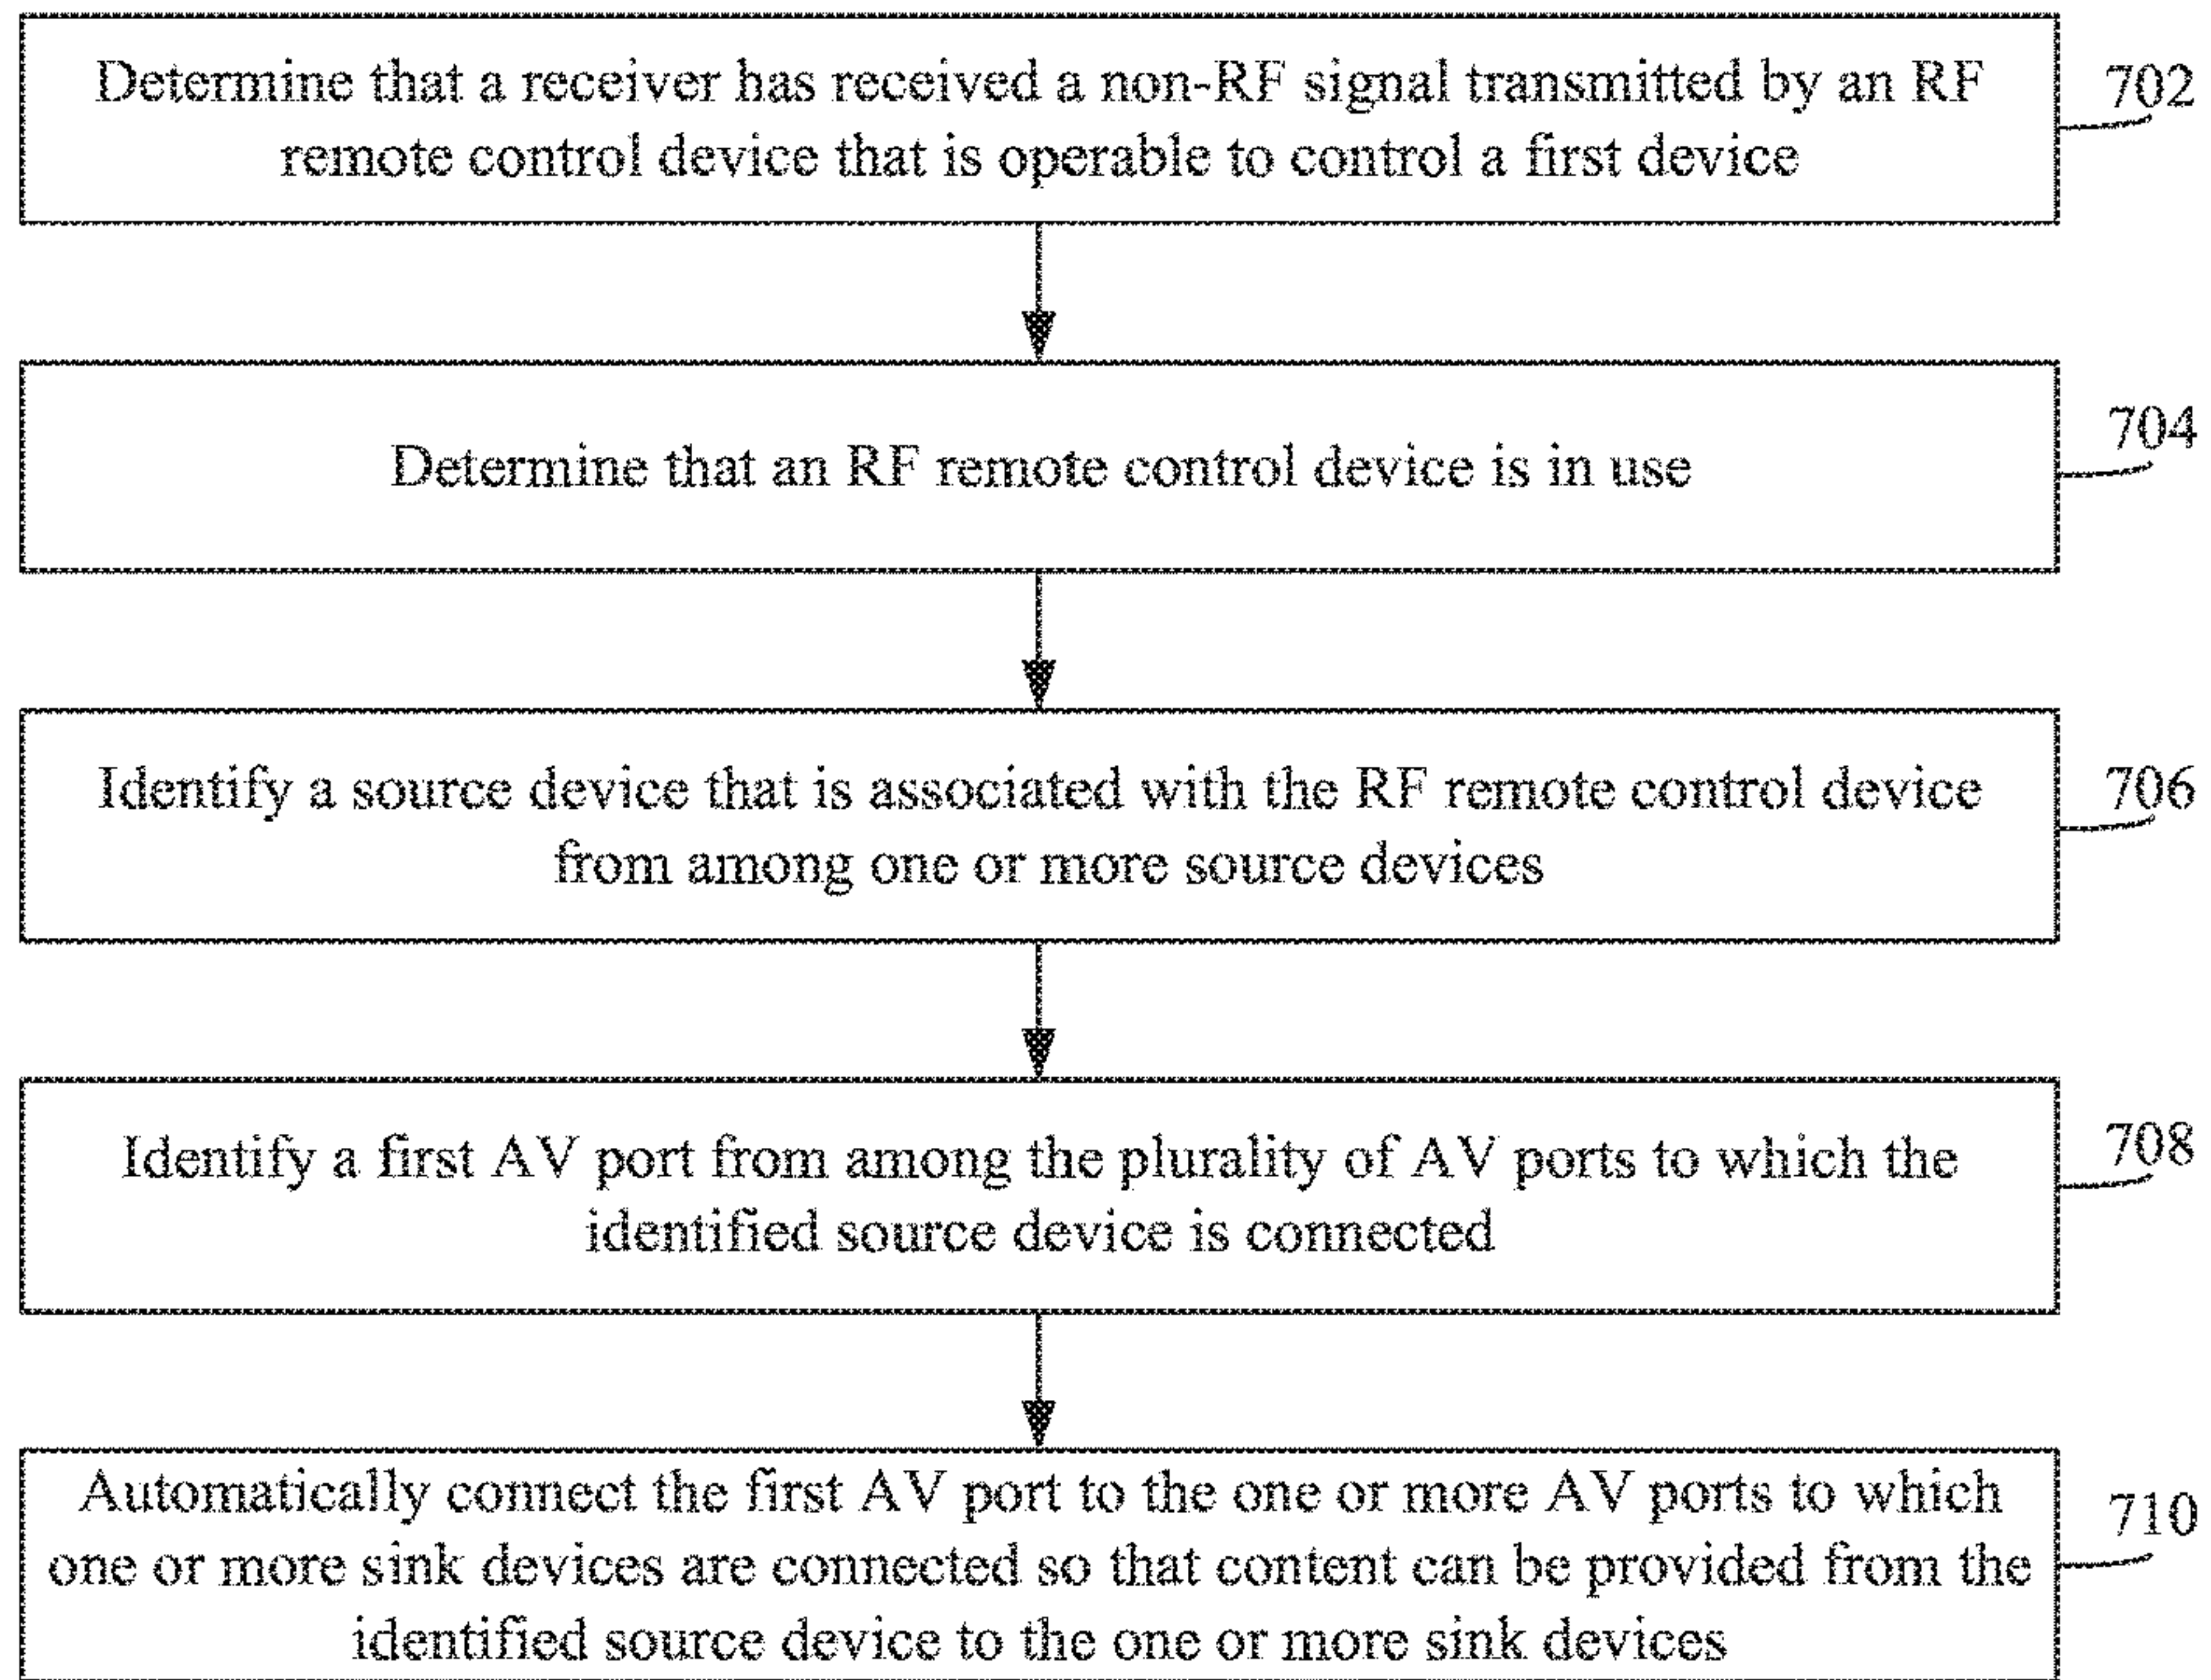 Determine that a receiver has received a non-RF signal transmitted by an RF
remote control device that is operable to control a first device
702
Determine that an RF remote control device is in use
704
Identify a source device that is associated with the RF remote control device
from among one or more source devices
706
Identify a first AV port from among the plurality of AV ports to which the
identified source device is connected
708
Automatically connect the first AV port to the one or more AV ports to which
one or more sink devices are connected so that content can be provided from the
identified source device to the one or more sink devices
710